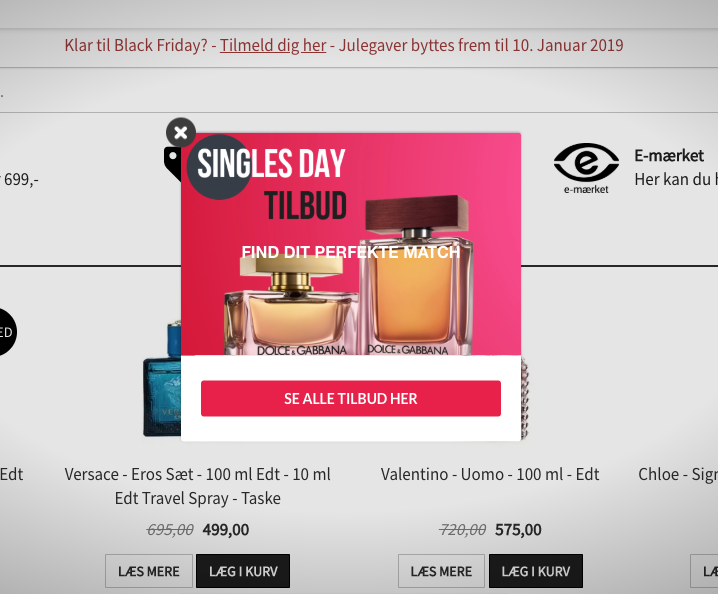 Klar til Black Friday? - Tilmeld dig her - Julegaver byttes frem til 10. Januar 2019
.
699,-
E-mærket
Her kan du
e-mærket
SINGLES DAY
TILBUD
FIND DIT PERFEKTE MATCH
DOLCE & GABBANA
DOLCE & GABBANA
ED
SE ALLE TILBUD HER
Edt
Versace - Eros Sæt - 100 ml Edt - 10 ml
Edt Travel Spray - Taske
Valentino - Uomo - 100 ml - Edt
Chloe - Sign
695,00 499,00
720,00 575,00
LÆS MERE
LÆG I KURV
LÆS MERE
LÆG I KURV